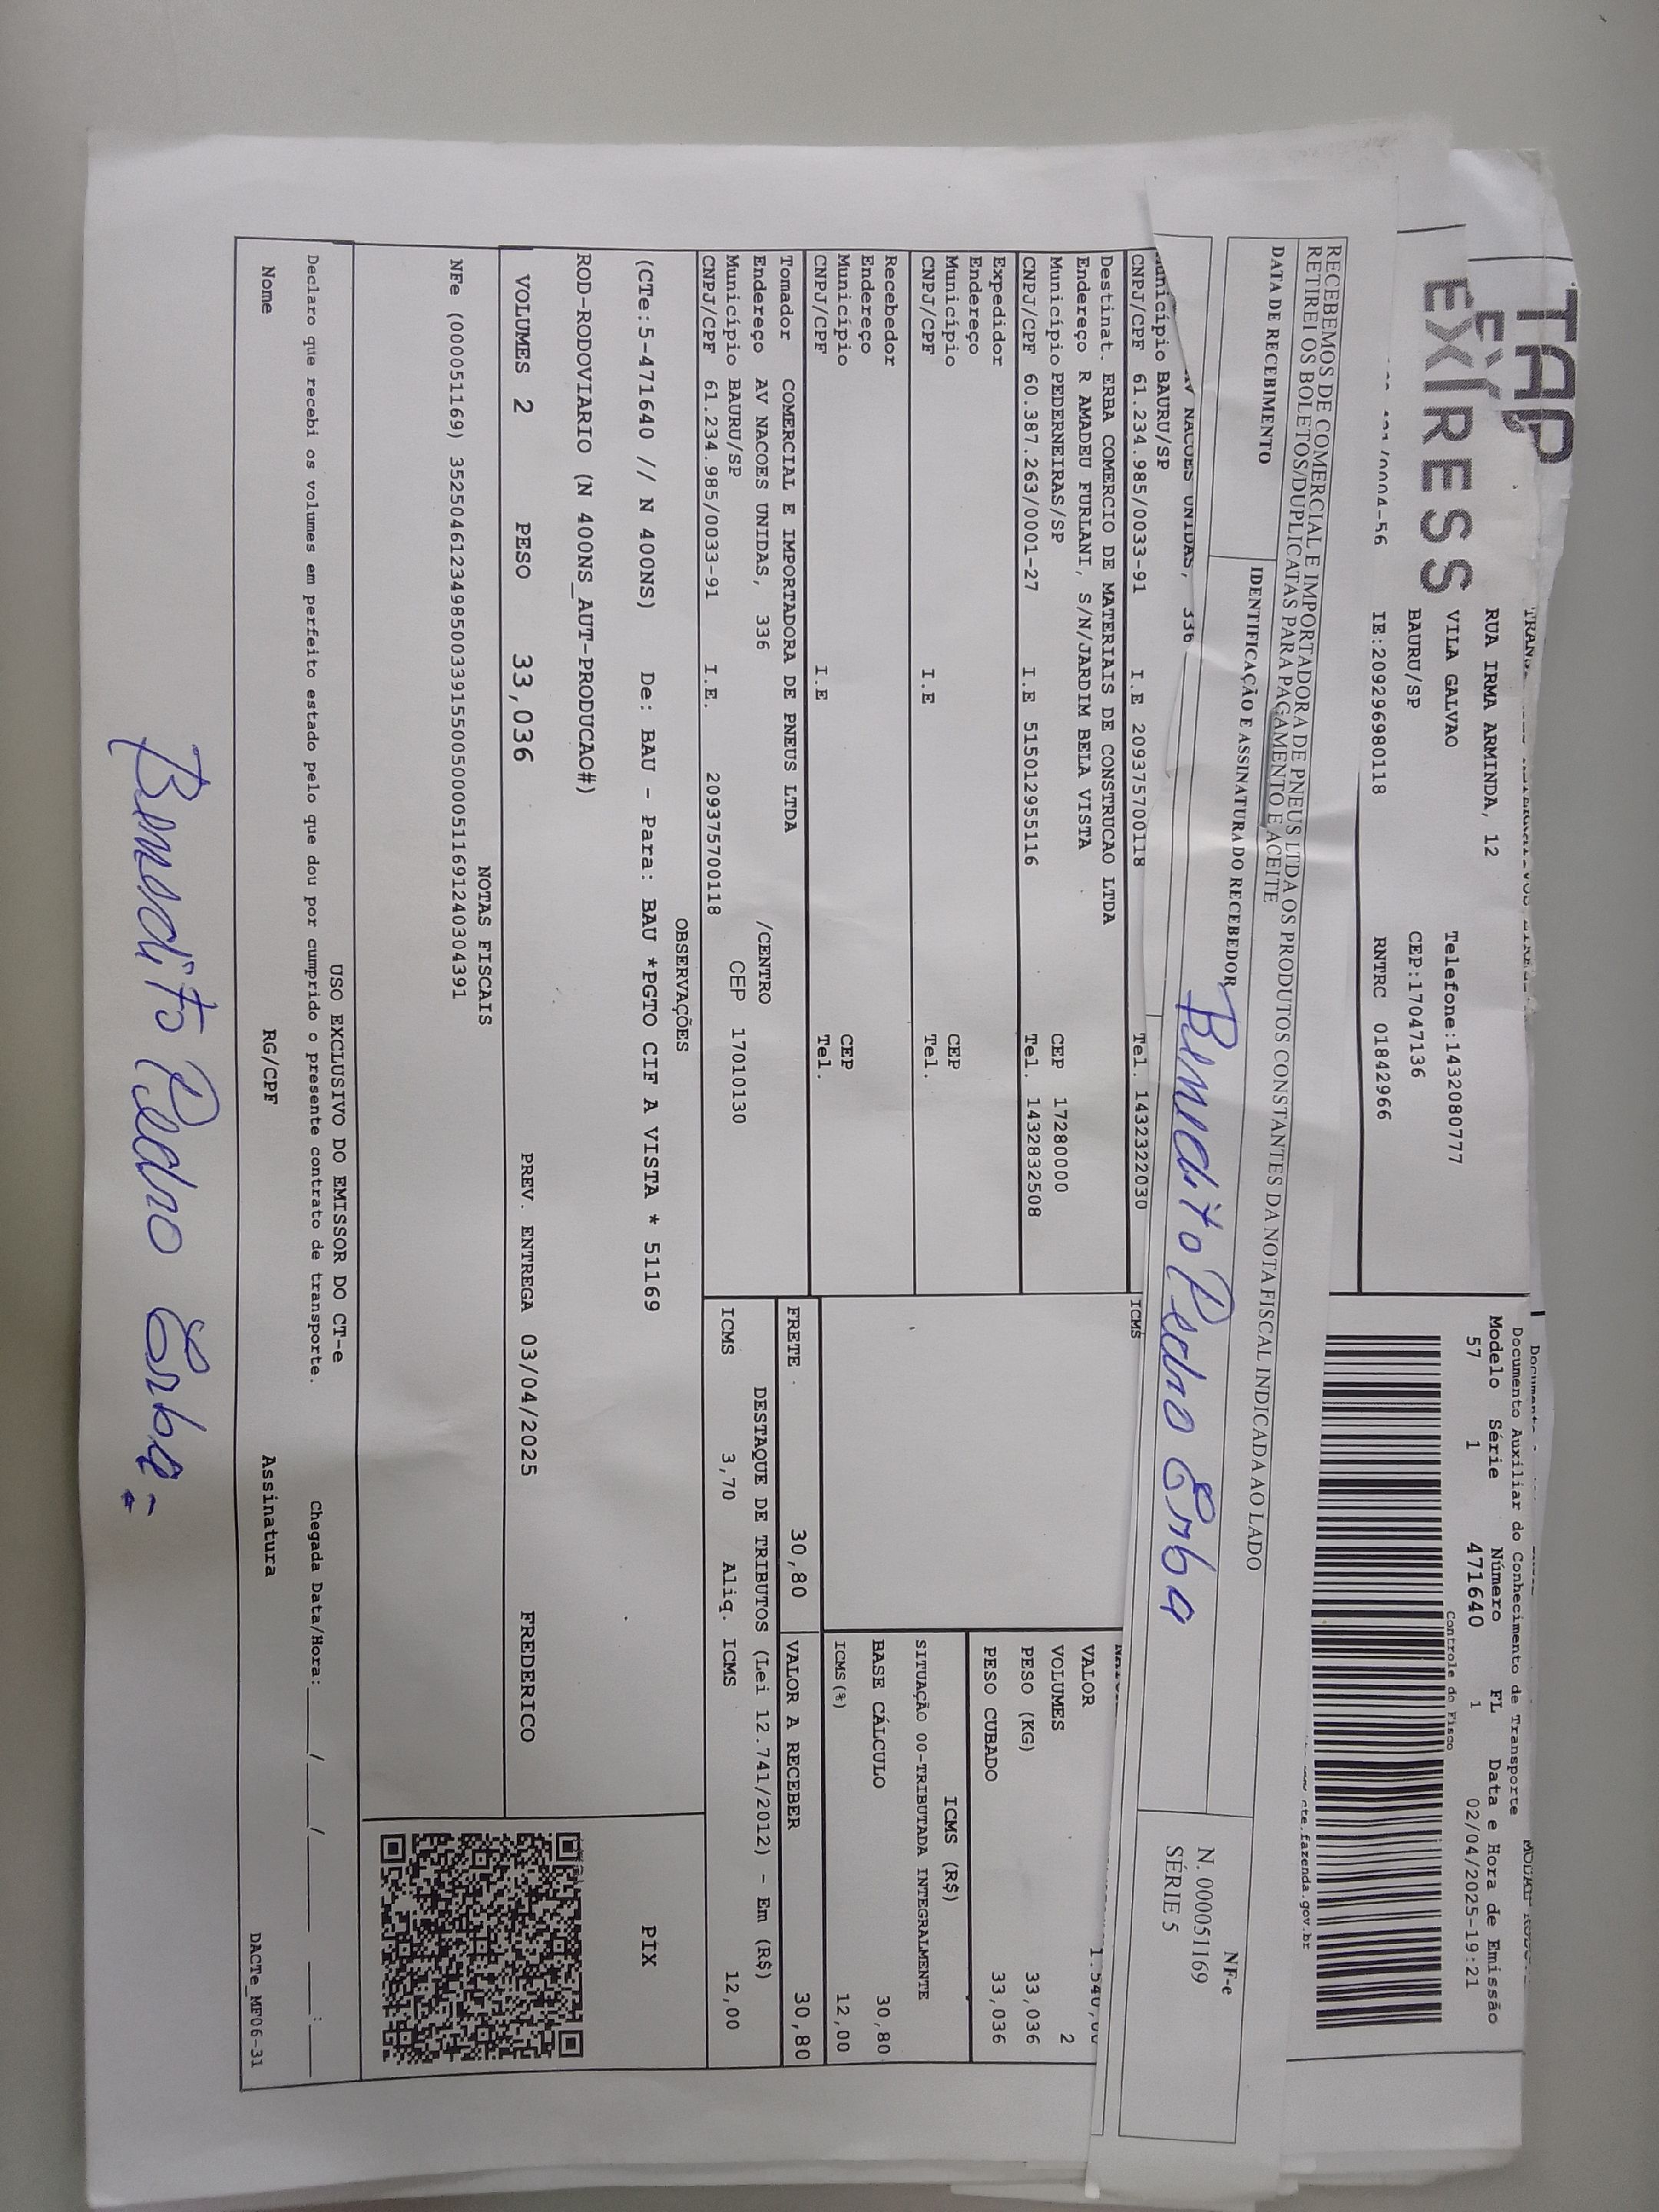 TAP
EXPRESS
RUA IRMA ARMINDA, 12
VILA GALVAO Telefone:1432080777
BAURU/SP CEP:17047136
IE:209296980118 RNTRC 01842966
Documento Auxiliar do Conhecimento de Transporte
Modelo Série Número FL Data e Hora de Emissão
57 1 471640 1 02/04/2025-19:21
Controle do Fisco
cte.fazenda.gov.br
RECEBEMOS DE COMERCIAL E IMPORTADORA DE PNEUS LTDA OS PRODUTOS CONSTANTES DA NOTA FISCAL INDICADA AO LADO
RETIREI OS BOLETOS/DUPLICATAS PARA PAGAMENTO E ACEITE
DATA DE RECEBIMENTO
IDENTIFICAÇÃO E ASSINATURA DO RECEBEDOR
Benedito Pedro Erba
NF-e
N. 000051169
SÉRIE 5
AV NACOES UNIDAS, 336
Município BAURU/SP
CNPJ/CPF 61.234.985/0033-91 I.E 209375700118 Tel. 1432322030
ICMS
Destinat. ERBA COMERCIO DE MATERIAIS DE CONSTRUCAO LTDA
Endereço R AMADEU FURLANI, S/N/JARDIM BELA VISTA
Município PEDERNEIRAS/SP CEP 17280000
CNPJ/CPF 60.387.263/0001-27 I.E 515012955116 Tel. 1432832508
Expedidor
Endereço
Município CEP
CNPJ/CPF I.E Tel.
Recebedor
Endereço
Município CEP
CNPJ/CPF I.E Tel.
Tomador COMERCIAL E IMPORTADORA DE PNEUS LTDA
Endereço AV NACOES UNIDAS, 336 /CENTRO
Município BAURU/SP CEP 17010130
CNPJ/CPF 61.234.985/0033-91 I.E. 209375700118
VALOR
VOLUMES 2
PESO (KG) 33,036
PESO CUBADO 33,036
ICMS (R$)
SITUAÇÃO 00-TRIBUTADA INTEGRALMENTE
BASE CÁLCULO 30,80
ICMS(%) 12,00
FRETE 30,80 VALOR A RECEBER 30,80
DESTAQUE DE TRIBUTOS (Lei 12.741/2012) - Em (R$)
ICMS 3,70 Aliq. ICMS 12,00
OBSERVAÇÕES
(CTe:5-471640 // N 400NS) De: BAU - Para: BAU *PGTO CIF A VISTA * 51169
ROD-RODOVIARIO (N 400NS_AUT-PRODUCAO#)
PIX
VOLUMES 2 PESO 33,036 PREV. ENTREGA 03/04/2025 FREDERICO
NOTAS FISCAIS
NFe (000051169) 35250461234985003391550050000511691240304391
USO EXCLUSIVO DO EMISSOR DO CT-e
Declaro que recebi os volumes em perfeito estado pelo que dou por cumprido o presente contrato de transporte. Chegada Data/Hora:____/____/______ ____:____
Nome RG/CPF Assinatura
DACTe_MF06-31
Benedito Pedro Erba